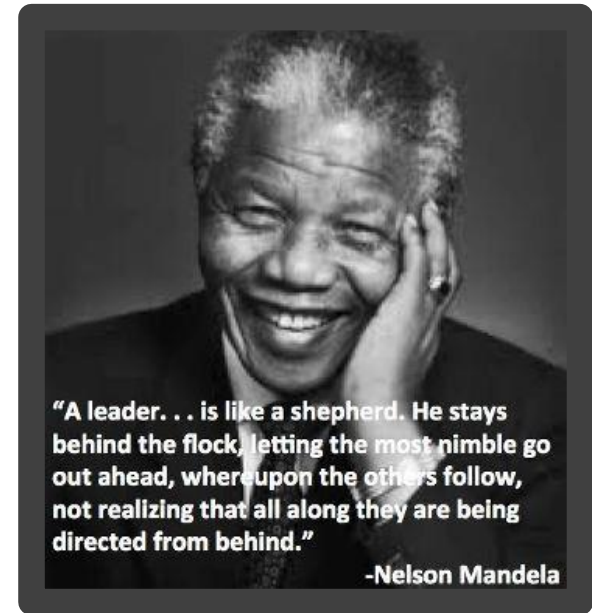 “A leader. . . is like a shepherd. He stays
behind the flock, letting the most nimble go
out ahead, whereupon the others follow,
not realizing that all along they are being
directed from behind.”
-Nelson Mandela